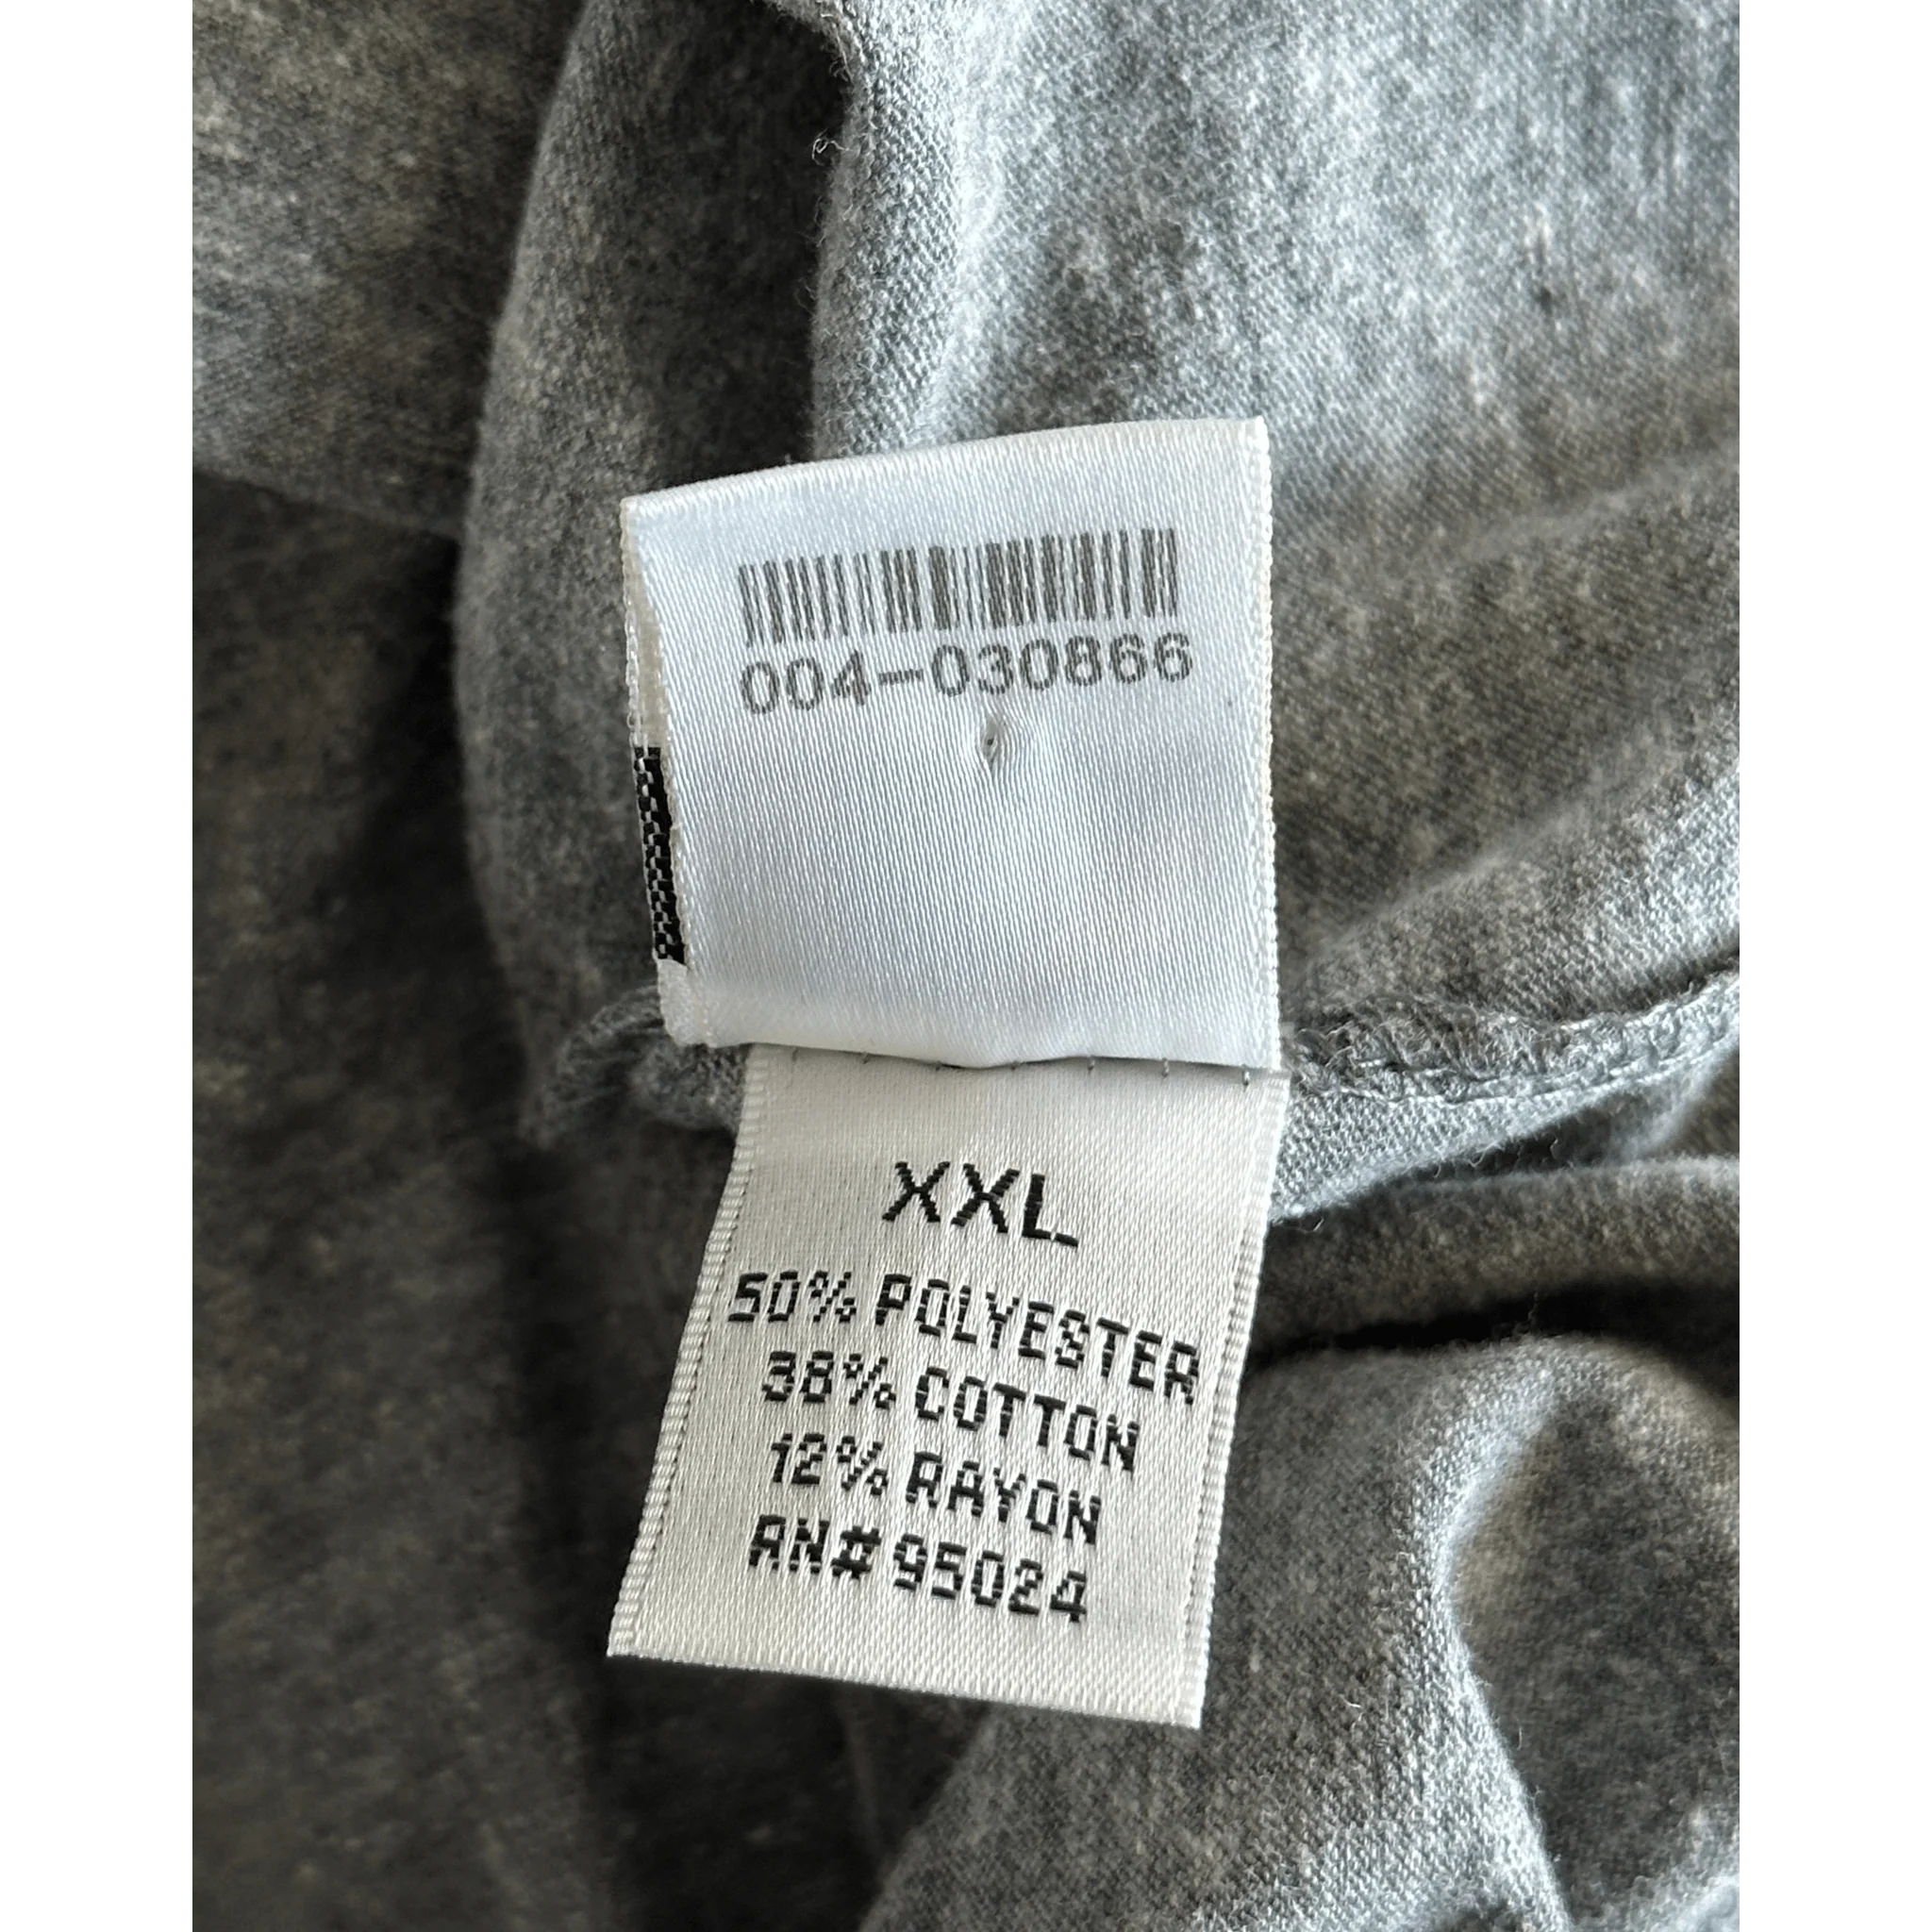 004-030866
XXL
50% POLYESTER
38% COTTON
12% RAYON
RN# 95024